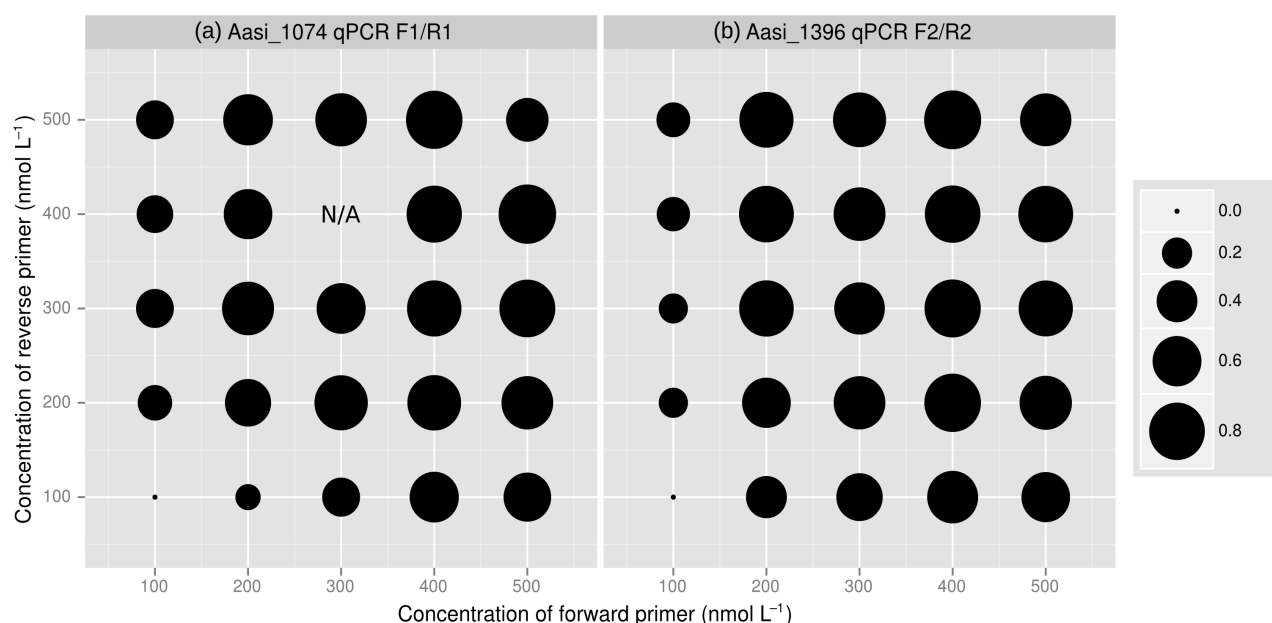 (a) Aasi_1074 qPCR F1/R1
(b) Aasi_1396 qPCR F2/R2
Concentration of reverse primer (nmol L⁻¹)
500
400
300
200
100
N/A
100 200 300 400 500
100 200 300 400 500
Concentration of forward primer (nmol L⁻¹)
0.0
0.2
0.4
0.6
0.8